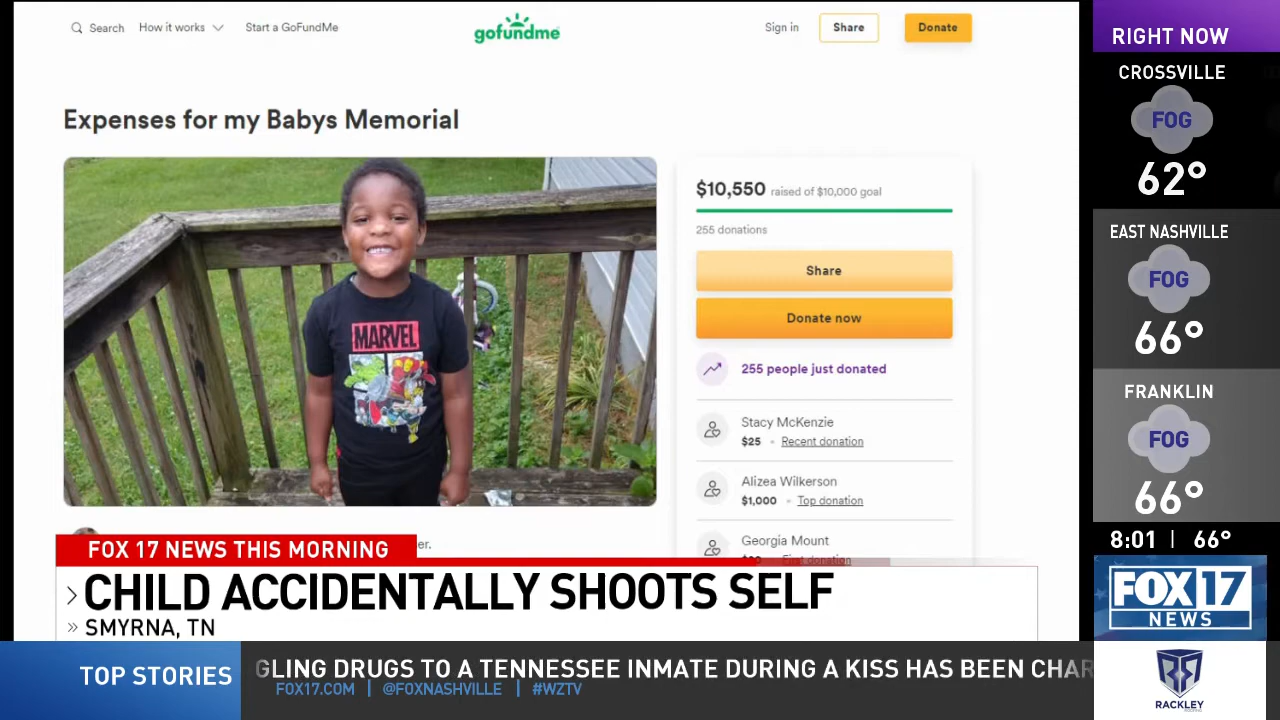 Search
How it works
Start a GoFundMe
gofundme
Sign in
Share
Donate
Expenses for my Babys Memorial
MARVEL
$10,550 raised of $10,000 goal
255 donations
Share
Donate now
255 people just donated
Stacy McKenzie
$25 • Recent donation
Alizea Wilkerson
$1,000 • Top donation
Georgia Mount
First donation
er.
FOX 17 NEWS THIS MORNING
CHILD ACCIDENTALLY SHOOTS SELF
SMYRNA, TN
TOP STORIES
GLING DRUGS TO A TENNESSEE INMATE DURING A KISS HAS BEEN CHAR
FOX17.COM | @FOXNASHVILLE | #WZTV
RIGHT NOW
CROSSVILLE
FOG
62°
EAST NASHVILLE
FOG
66°
FRANKLIN
FOG
66°
8:01 | 66°
FOX 17
NEWS
RACKLEY